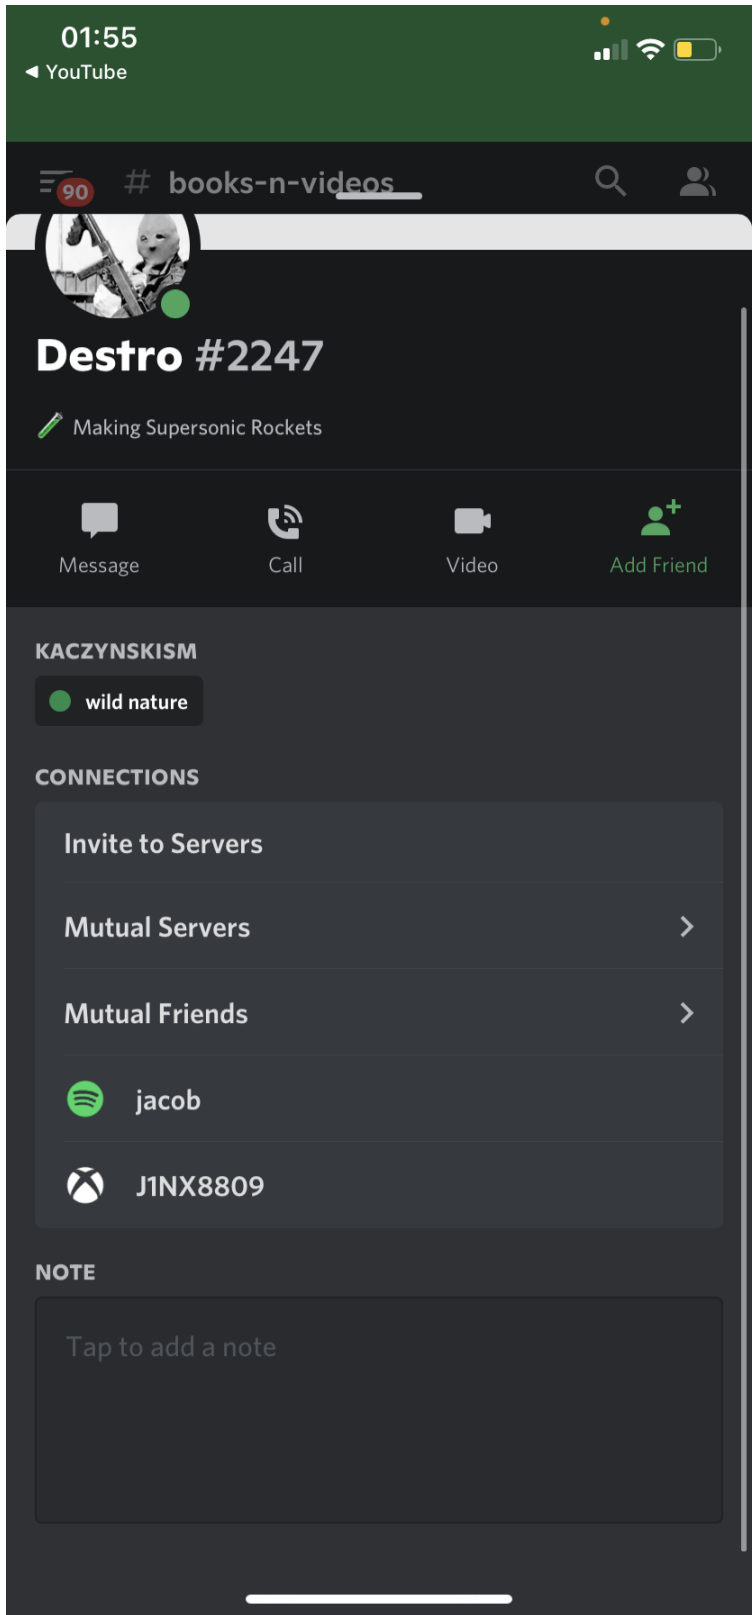 01:55
◀ YouTube
90 # books-n-videos
Destro #2247
Making Supersonic Rockets
Message Call Video Add Friend
KACZYNSKISM
wild nature
CONNECTIONS
Invite to Servers
Mutual Servers
Mutual Friends
jacob
J1NX8809
NOTE
Tap to add a note